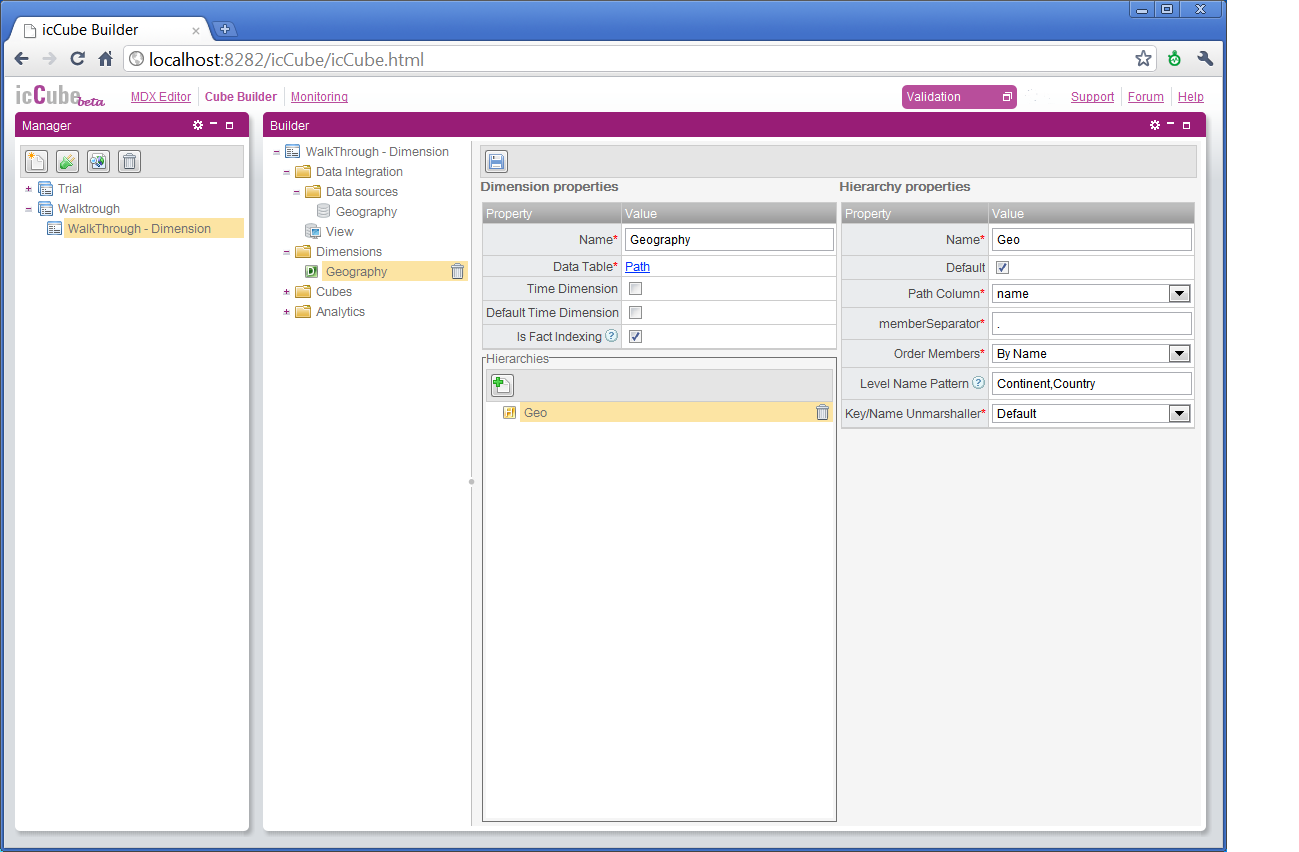 icCube Builder
localhost:8282/icCube/icCube.html
icCube beta MDX Editor Cube Builder Monitoring Validation Support Forum Help
Manager
Trial
Walktrough
WalkThrough - Dimension
Builder
WalkThrough - Dimension
Data Integration
Data sources
Geography
View
Dimensions
Geography
Cubes
Analytics
Dimension properties
Property Value
Name* Geography
Data Table* Path
Time Dimension
Default Time Dimension
Is Fact Indexing ?
Hierarchies
Geo
Hierarchy properties
Property Value
Name* Geo
Default
Path Column* name
memberSeparator* .
Order Members* By Name
Level Name Pattern ? Continent,Country
Key/Name Unmarshaller* Default